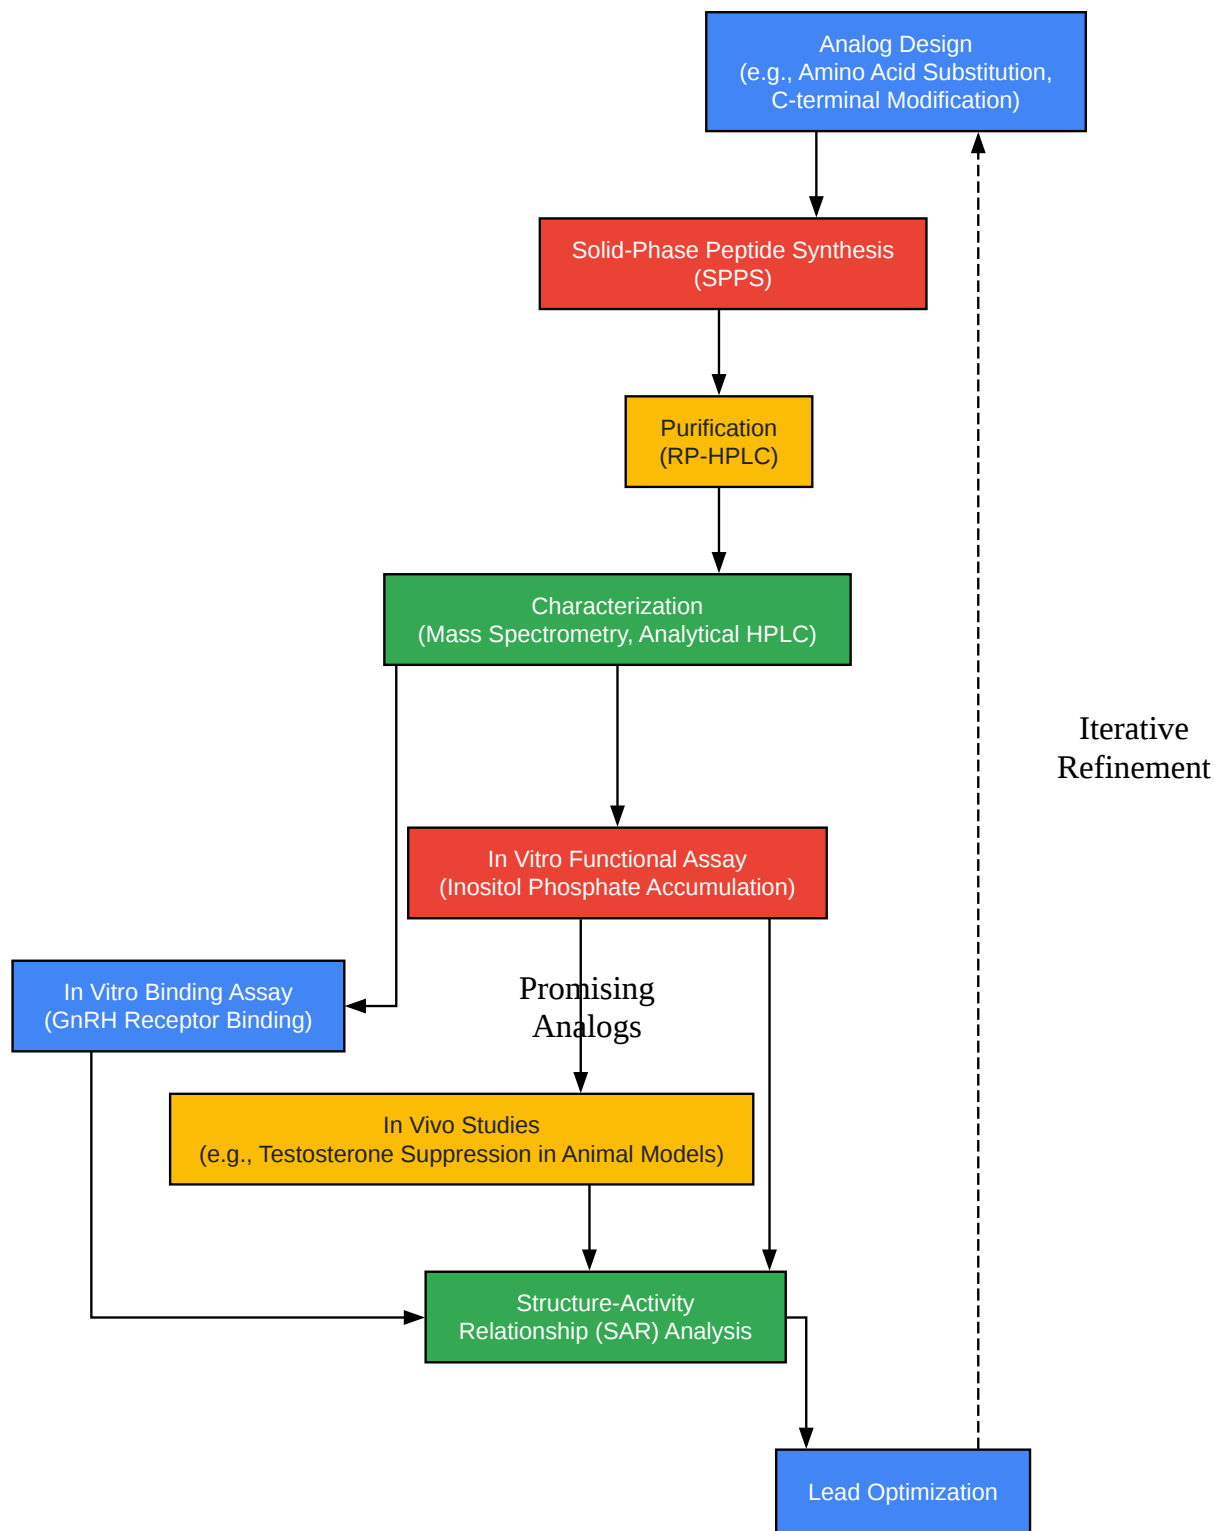 Analog Design
(e.g., Amino Acid Substitution,
C-terminal Modification)
Solid-Phase Peptide Synthesis
(SPPS)
Purification
(RP-HPLC)
Characterization
(Mass Spectrometry, Analytical HPLC)
Iterative
Refinement
In Vitro Functional Assay
(Inositol Phosphate Accumulation)
In Vitro Binding Assay
(GnRH Receptor Binding)
Promising
Analogs
In Vivo Studies
(e.g., Testosterone Suppression in Animal Models)
Structure-Activity
Relationship (SAR) Analysis
Lead Optimization